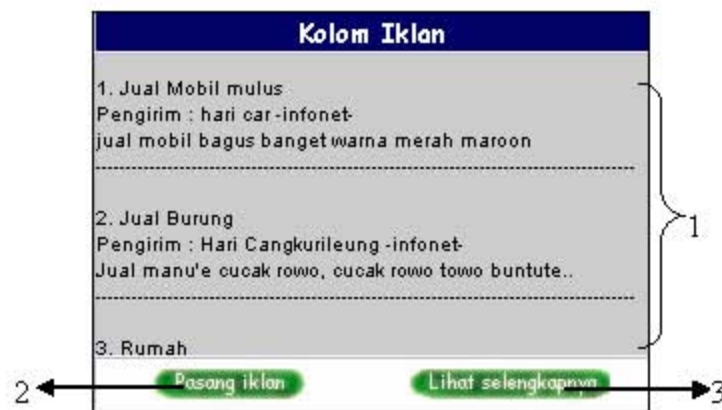 Kolom Iklan
1. Jual Mobil mulus
Pengirim : hari car -infonet-
jual mobil bagus banget warna merah maroon
2. Jual Burung
Pengirim : Hari Cangkurileung -infonet-
Jual manu'e cucak rowo, cucak rowo towo buntute..
1
3. Rumah
2
Pasang iklan
Lihat selengkapnya
3